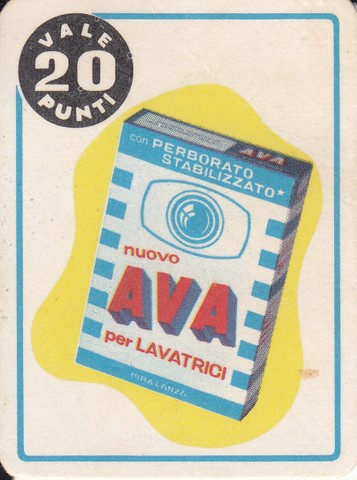 VALE
20
PUNTI
AVA
con PERBORATO
STABILIZZATO*
nuovo
AVA
per LAVATRICI
MIRA LANZA